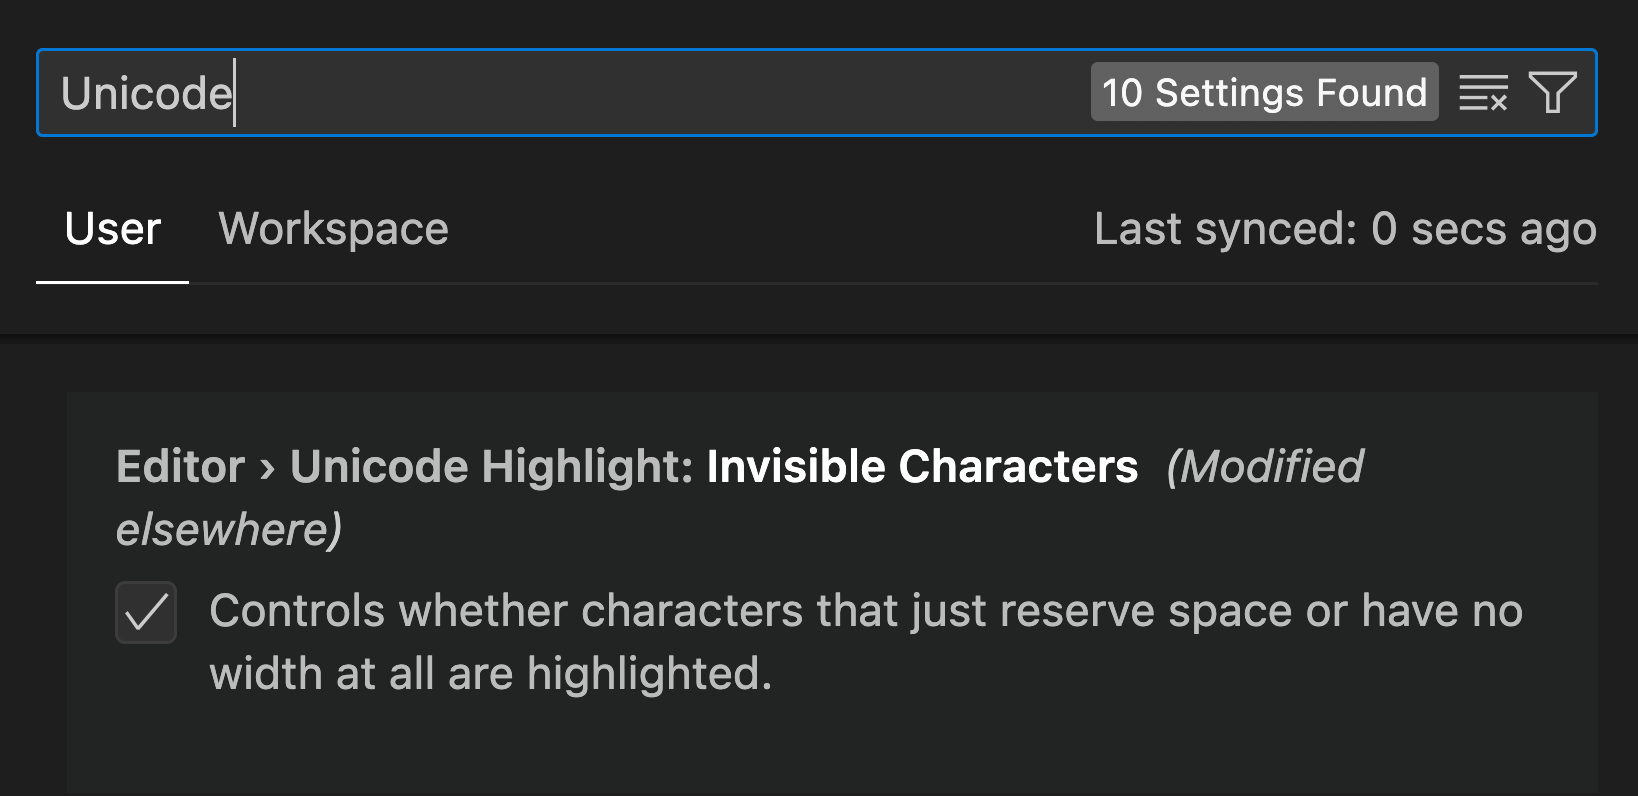 Unicode
10 Settings Found
User
Workspace
Last synced: 0 secs ago
Editor › Unicode Highlight: Invisible Characters (Modified
elsewhere)
Controls whether characters that just reserve space or have no
width at all are highlighted.